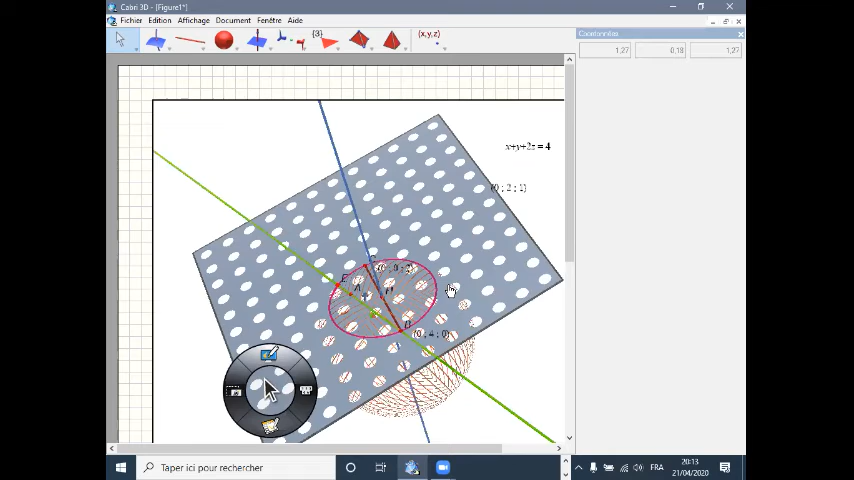 Cabri 3D - [Figure1*]
Fichier Edition Affichage Document Fenêtre Aide
{3} (x,y,z)
Coordonnées
1,27 0,18 1,27
x+y+2z = 4
(0 ; 2 ; 1)
C
(0 ; 0 ; 2)
E
A
H
B
(0 ; 4 ; 0)
Taper ici pour rechercher
FRA
20:13
21/04/2020